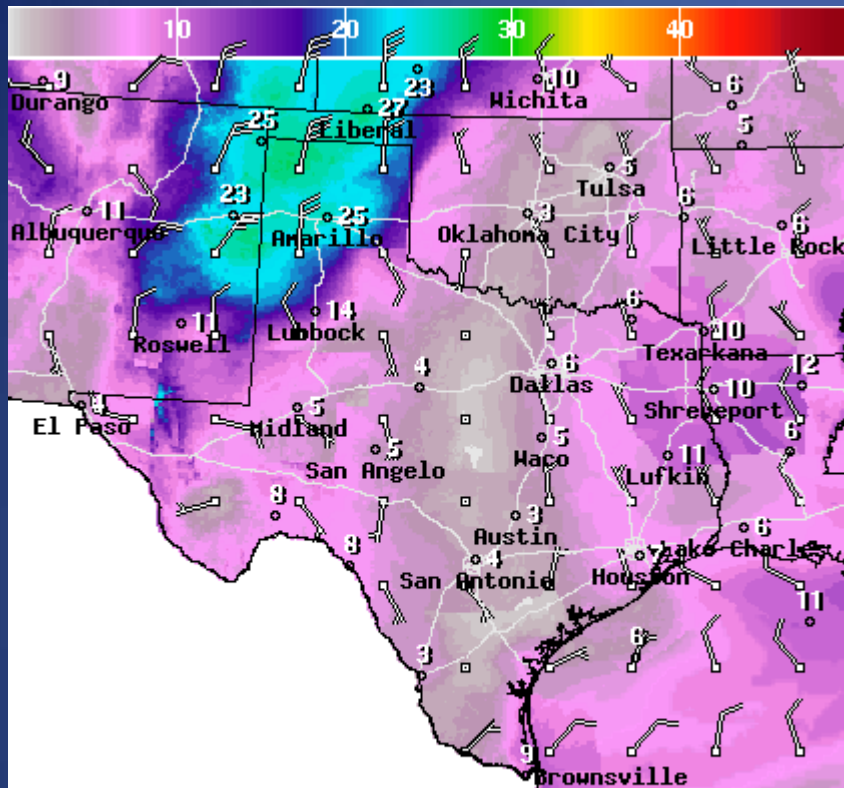 10 20 30 40
9 23 10 6
Durango Wichita
27
Liberal
25 5
5
Tulsa
11 23 25 3 6 6
Albuquerque Amarillo Oklahoma City Little Rock
11 14 6 10
Roswell Lubbock Texarkana
6 12
4 Dallas 10
5 Shreveport
El Paso Midland
5 5 6
San Angelo Waco 11
Lufkin
8 3 6
Austin Lake Charles
8 4
San Antonio Houston
11
6
3
9
Brownsville